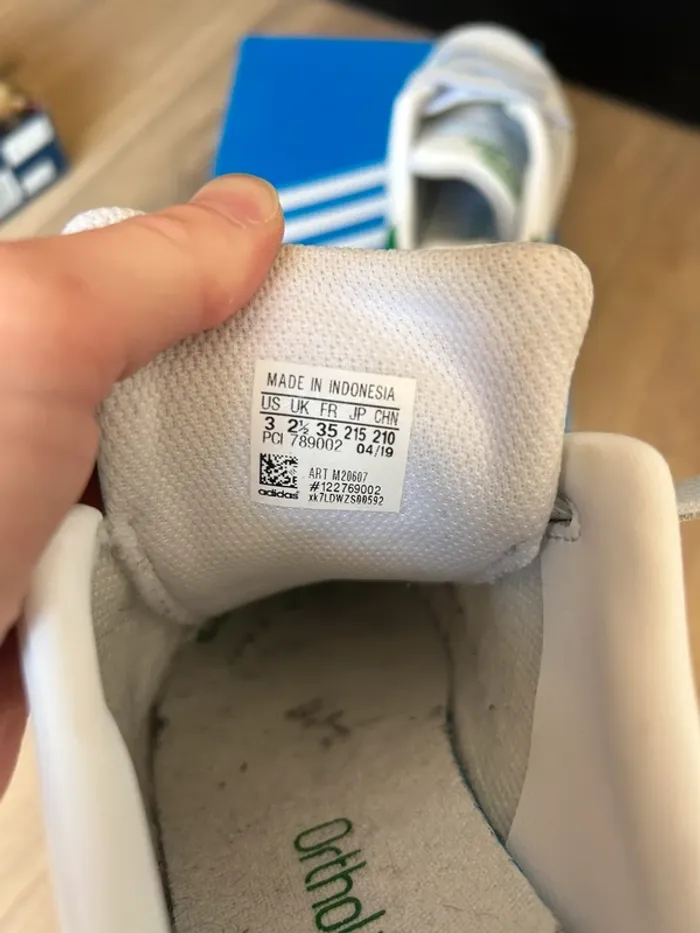 MADE IN INDONESIA
US UK FR JP CHN
3 2½ 35 215 210
PCI 789002 04/19
ART M20607
#122769002
adidas xk7LDWZS00592
Orthol